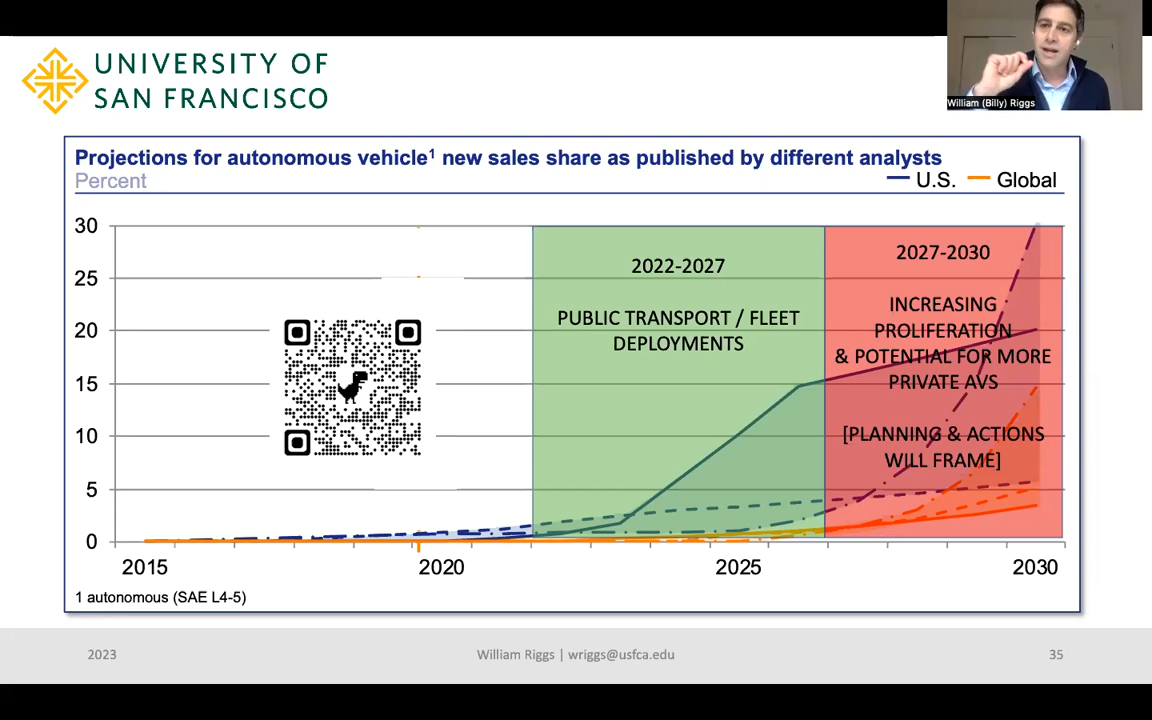 UNIVERSITY OF
SAN FRANCISCO
William (Billy) Riggs
Projections for autonomous vehicle¹ new sales share as published by different analysts
Percent
U.S.
Global
30
25
20
15
10
5
0
2022-2027
PUBLIC TRANSPORT / FLEET
DEPLOYMENTS
2027-2030
INCREASING
PROLIFERATION
& POTENTIAL FOR MORE
PRIVATE AVS
[PLANNING & ACTIONS
WILL FRAME]
2015
2020
2025
2030
1 autonomous (SAE L4-5)
2023
William Riggs | wriggs@usfca.edu
35